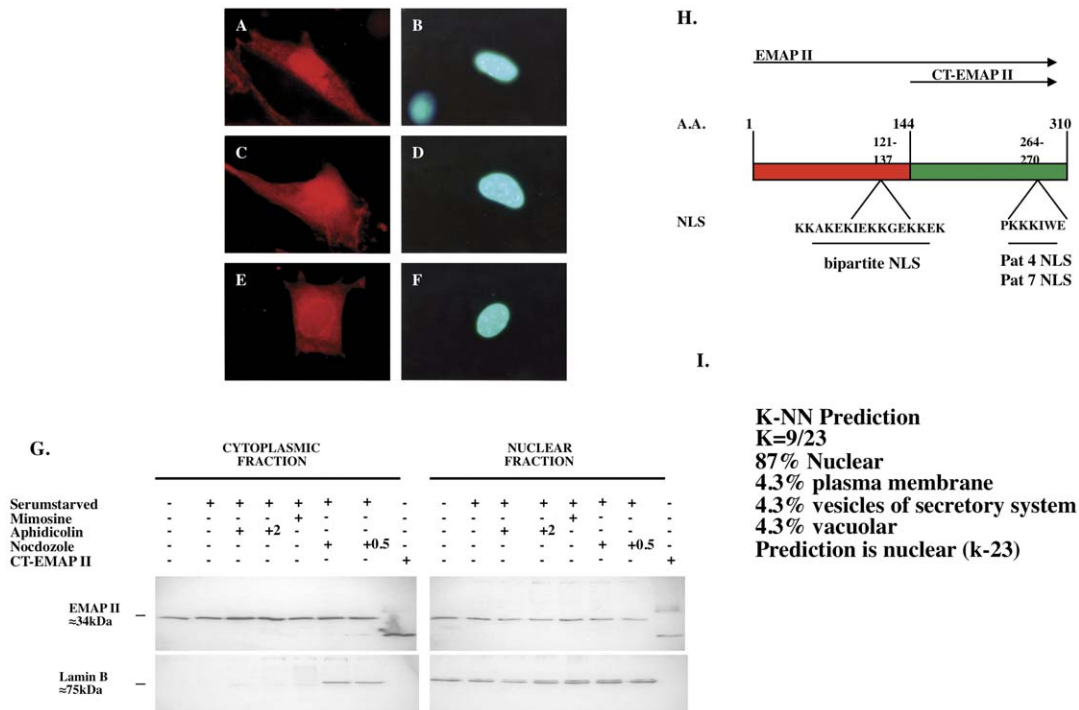 A
B
C
D
E
F
H.
EMAP II
CT-EMAP II
A.A. 1 144 310
121-
137
264-
270
NLS
KKAKEKIEKKGEKKEK PKKKIWE
bipartite NLS
Pat 4 NLS
Pat 7 NLS
I.
K-NN Prediction
K=9/23
87% Nuclear
4.3% plasma membrane
4.3% vesicles of secretory system
4.3% vacuolar
Prediction is nuclear (k-23)
G.
CYTOPLASMIC
FRACTION
NUCLEAR
FRACTION
Serumstarved - + + + - + + - + + + - + +
Mimosine - - - - + - - - - - - + - -
Aphidicolin - - + +2 - - - - - + +2 - - -
Nocdozole - - - - - + +0.5 - - - - - + +0.5
CT-EMAP II - - - - - - - + - - - - - - - +
EMAP II
≈34kDa
Lamin B
≈75kDa